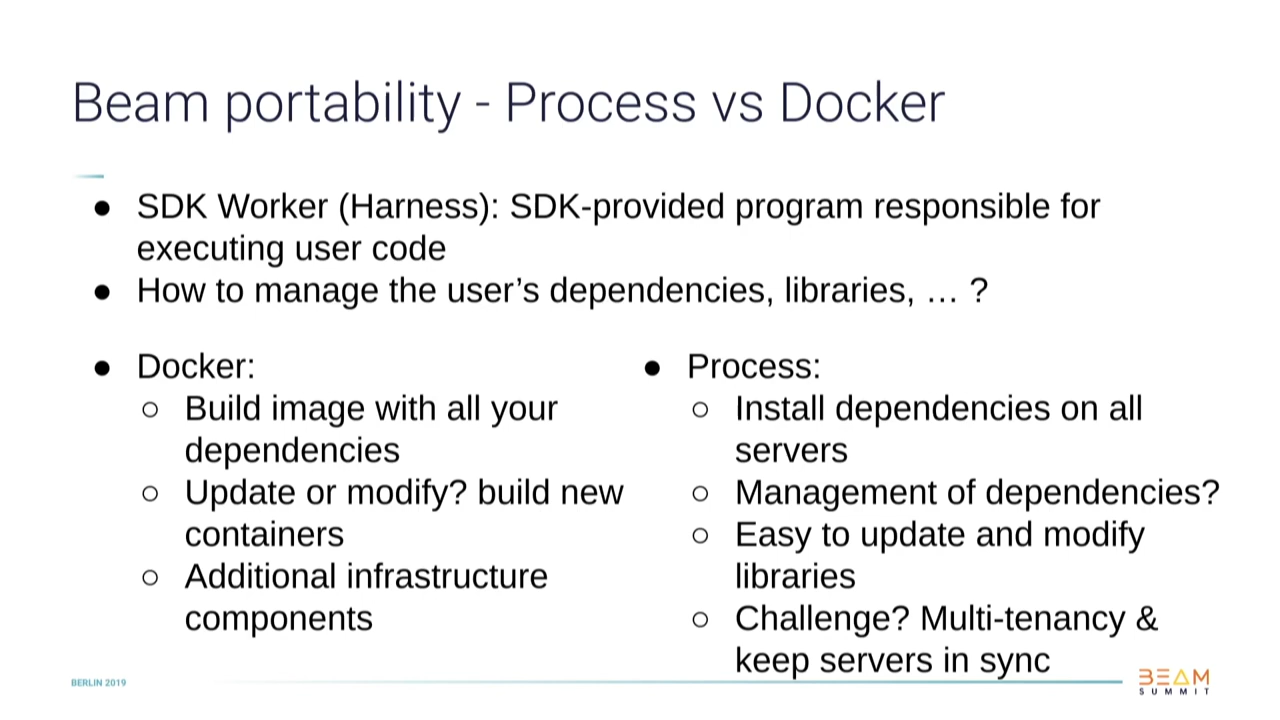 Beam portability - Process vs Docker
● SDK Worker (Harness): SDK-provided program responsible for
executing user code
● How to manage the user’s dependencies, libraries, … ?
● Docker:
○ Build image with all your
dependencies
○ Update or modify? build new
containers
○ Additional infrastructure
components
● Process:
○ Install dependencies on all
servers
○ Management of dependencies?
○ Easy to update and modify
libraries
○ Challenge? Multi-tenancy &
keep servers in sync
BERLIN 2019
BEAM
SUMMIT